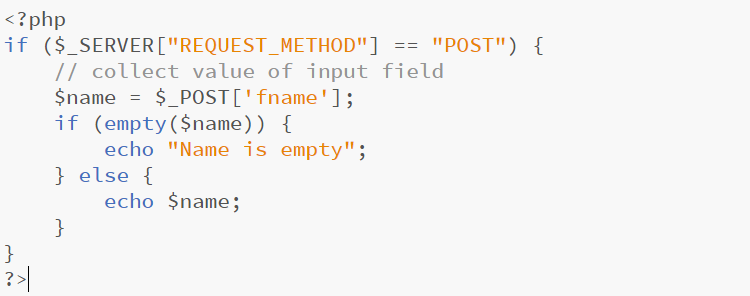 <?php
if ($_SERVER["REQUEST_METHOD"] == "POST") {
    // collect value of input field
    $name = $_POST['fname'];
    if (empty($name)) {
        echo "Name is empty";
    } else {
        echo $name;
    }
}
?>